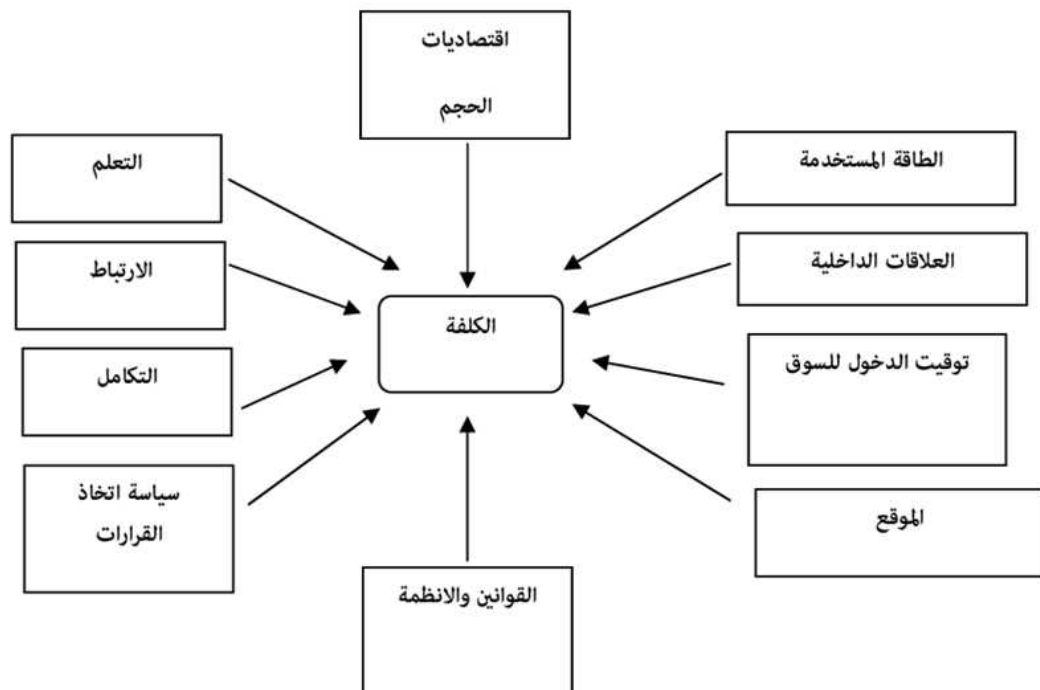 اقتصاديات
الحجم
الطاقة المستخدمة
التعلم
العلاقات الداخلية
الارتباط
الكلفة
توقيت الدخول للسوق
التكامل
سياسة اتخاذ
القرارات
الموقع
القوانين والانظمة